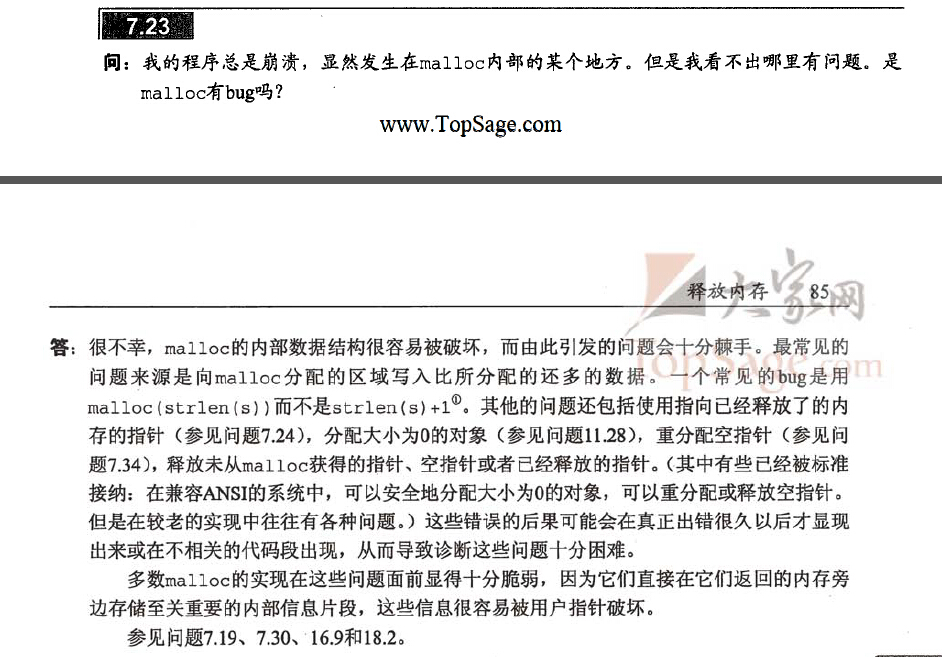 7.23
问：我的程序总是崩溃，显然发生在malloc内部的某个地方。但是我看不出哪里有问题。是
malloc有bug吗？
www.TopSage.com
大家网
TopSage.com
释放内存 85
答：很不幸，malloc的内部数据结构很容易被破坏，而由此引发的问题会十分棘手。最常见的
问题来源是向malloc分配的区域写入比所分配的还多的数据。一个常见的bug是用
malloc(strlen(s))而不是strlen(s)+1①。其他的问题还包括使用指向已经释放了的内
存的指针（参见问题7.24），分配大小为0的对象（参见问题11.28），重分配空指针（参见问
题7.34），释放未从malloc获得的指针、空指针或者已经释放的指针。（其中有些已经被标准
接纳：在兼容ANSI的系统中，可以安全地分配大小为0的对象，可以重分配或释放空指针。
但是在较老的实现中往往有各种问题。）这些错误的后果可能会在真正出错很久以后才显现
出来或在不相关的代码段出现，从而导致诊断这些问题十分困难。
多数malloc的实现在这些问题面前显得十分脆弱，因为它们直接在它们返回的内存旁
边存储至关重要的内部信息片段，这些信息很容易被用户指针破坏。
参见问题7.19、7.30、16.9和18.2。